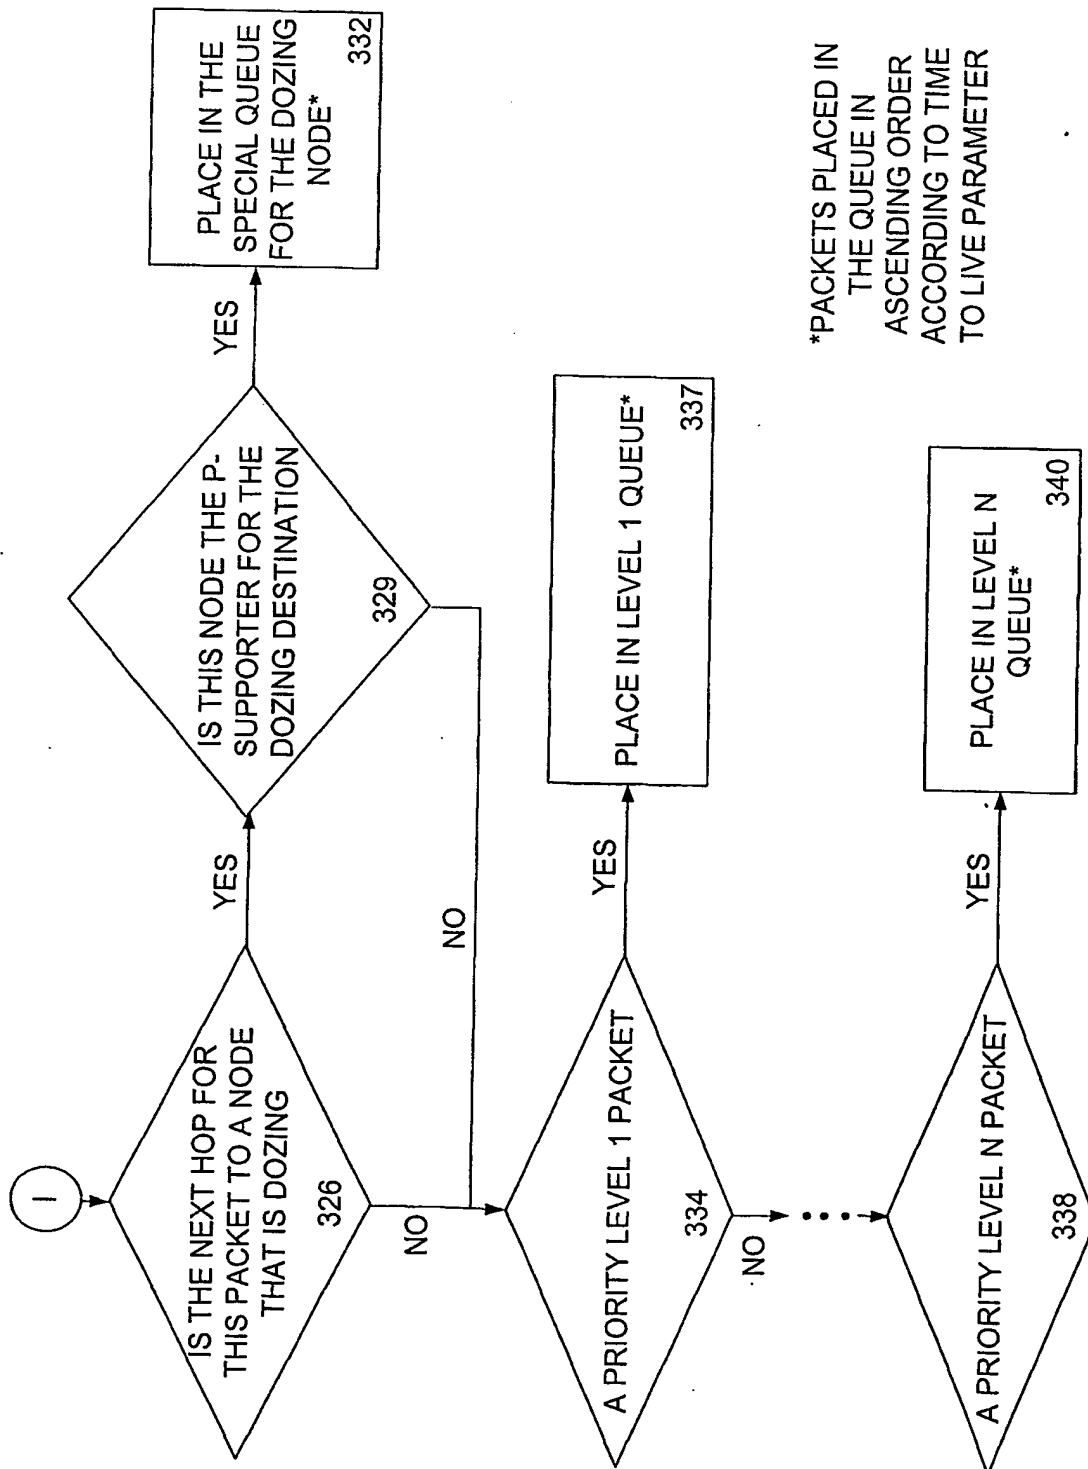 I
IS THE NEXT HOP FOR
THIS PACKET TO A NODE
THAT IS DOZING
326
YES
NO
IS THIS NODE THE P-
SUPPORTER FOR THE
DOZING DESTINATION
329
YES
NO
PLACE IN THE
SPECIAL QUEUE
FOR THE DOZING
NODE*
332
A PRIORITY LEVEL 1 PACKET
334
YES
NO
PLACE IN LEVEL 1 QUEUE*
337
A PRIORITY LEVEL N PACKET
338
YES
PLACE IN LEVEL N
QUEUE*
340
*PACKETS PLACED IN
THE QUEUE IN
ASCENDING ORDER
ACCORDING TO TIME
TO LIVE PARAMETER